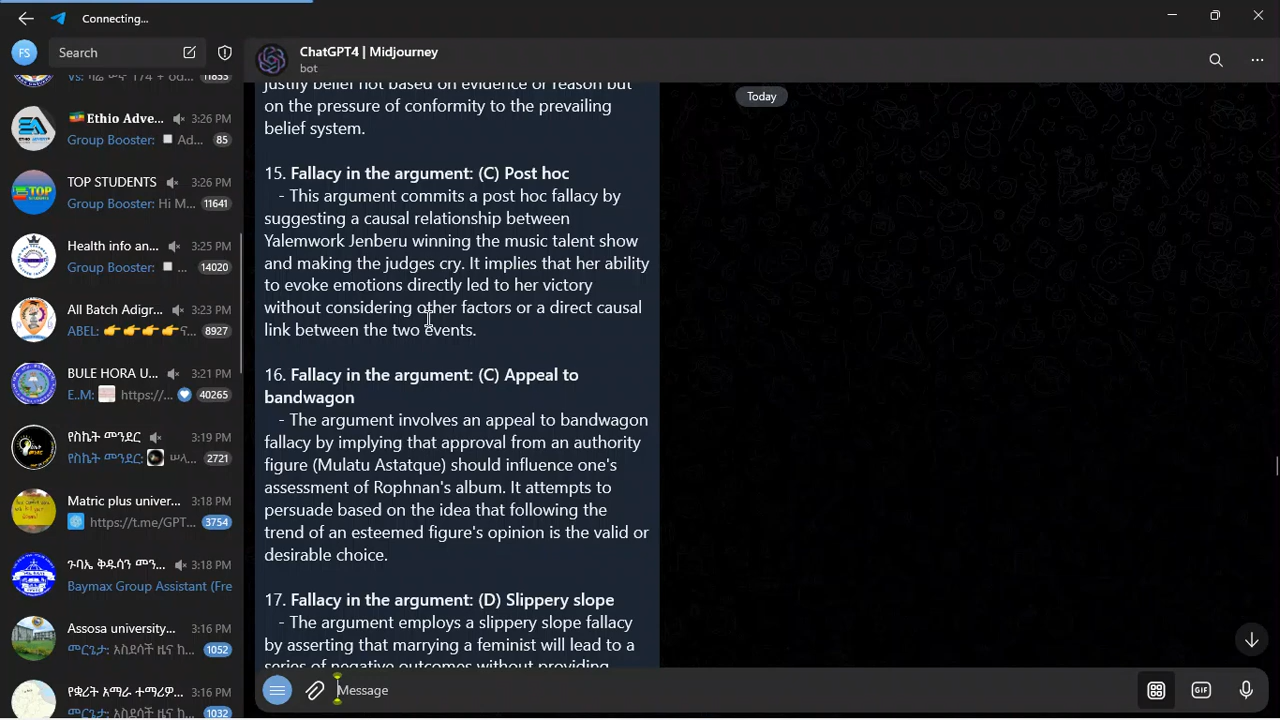 Connecting...
FS
Search
ChatGPT4 | Midjourney
bot
Today
11853
🇪🇹Ethio Adve... 3:26 PM
Group Booster: ◽ Ad... 85
TOP STUDENTS 3:26 PM
Group Booster: Hi M... 11641
Health info an... 3:25 PM
Group Booster: ◽ ... 14020
All Batch Adigr... 3:23 PM
ABEL: 👉👉👉👉... 8927
BULE HORA U... 3:21 PM
E..M: https://... 40265
የስኬት መንደር 3:19 PM
የስኬት መንደር: 2721
Matric plus univer... 3:18 PM
https://t.me/GPT... 3754
ጉባኤ ቅዱሳን መን... 3:18 PM
Baymax Group Assistant (Fre
Assosa university... 3:16 PM
መርጌታ: አስደሳች ዜና ከ... 1052
የቋሪት አማራ ተማሪዎ... 3:16 PM
መርጌታ: አስደሳች ዜና ከ... 1032
justify belief not based on evidence or reason but
on the pressure of conformity to the prevailing
belief system.
15. Fallacy in the argument: (C) Post hoc
- This argument commits a post hoc fallacy by
suggesting a causal relationship between
Yalemwork Jenberu winning the music talent show
and making the judges cry. It implies that her ability
to evoke emotions directly led to her victory
without considering other factors or a direct causal
link between the two events.
16. Fallacy in the argument: (C) Appeal to
bandwagon
- The argument involves an appeal to bandwagon
fallacy by implying that approval from an authority
figure (Mulatu Astatque) should influence one's
assessment of Rophnan's album. It attempts to
persuade based on the idea that following the
trend of an esteemed figure's opinion is the valid or
desirable choice.
17. Fallacy in the argument: (D) Slippery slope
- The argument employs a slippery slope fallacy
by asserting that marrying a feminist will lead to a
series of negative outcomes without providing
Message
GIF